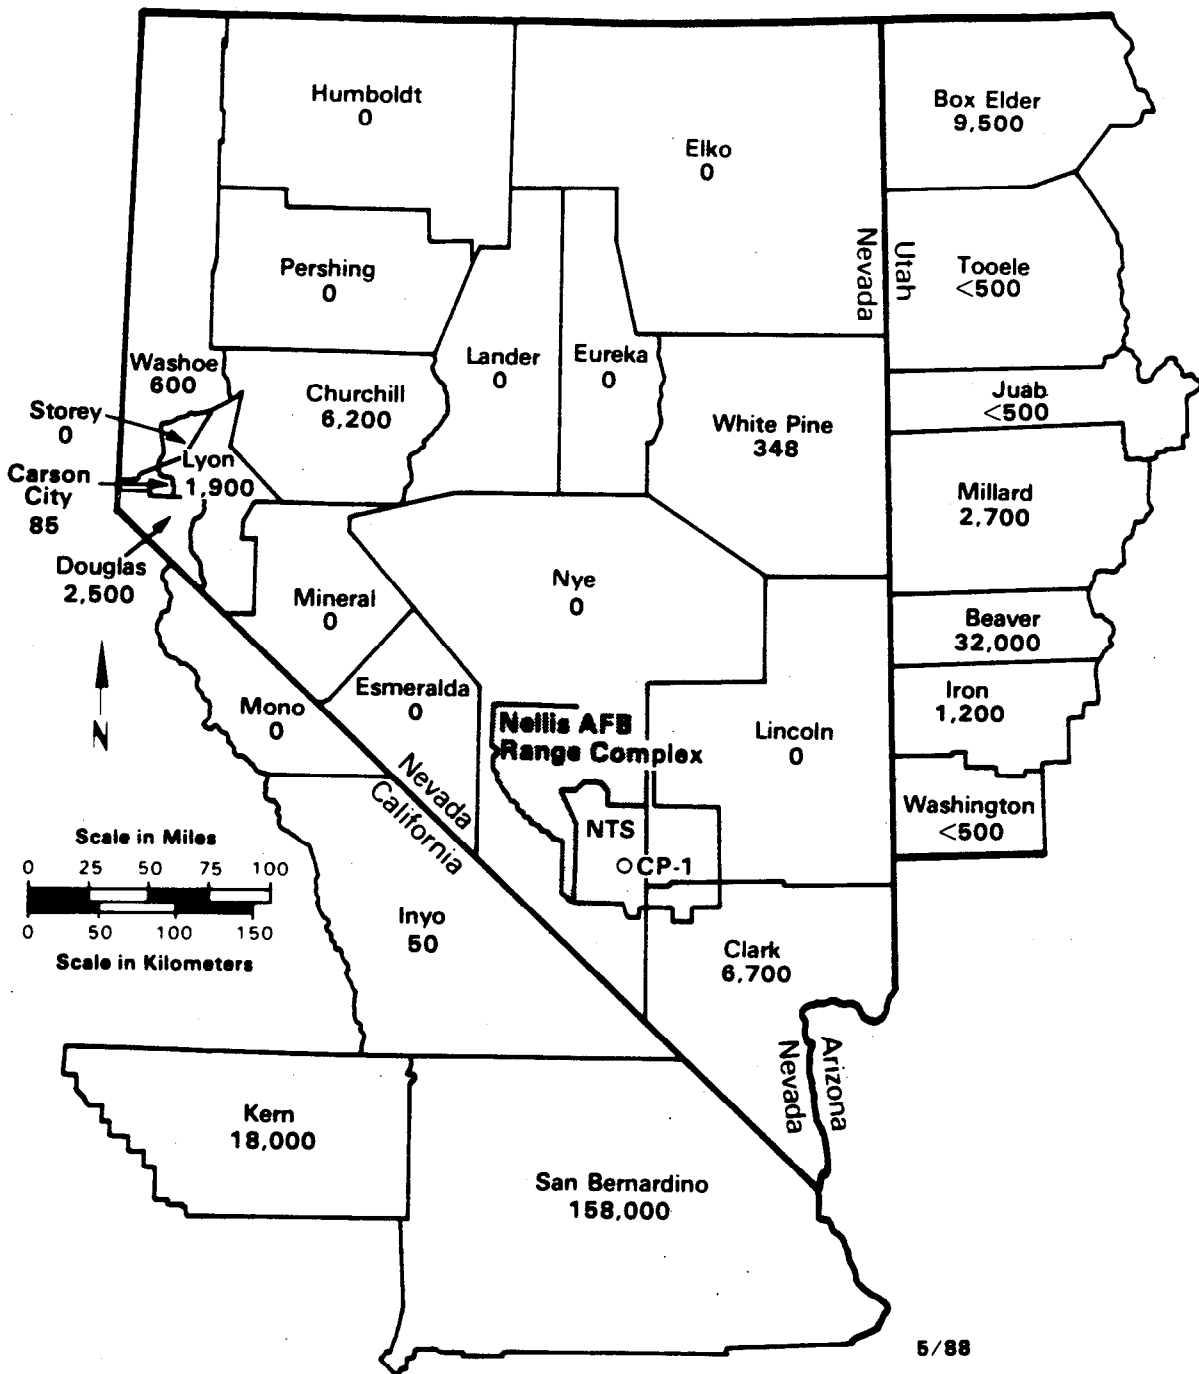 Humboldt
0
Elko
0
Box Elder
9,500
Pershing
0
Nevada
Utah
Tooele
<500
Washoe
600
Lander
0
Eureka
0
Churchill
6,200
Juab
<500
Storey
0
White Pine
348
Lyon
1,900
Carson
City
85
Millard
2,700
Douglas
2,500
Mineral
0
Nye
0
Beaver
32,000
N
Mono
0
Esmeralda
0
Iron
1,200
Nellis AFB
Range Complex
Lincoln
0
Nevada
California
Washington
<500
NTS
CP-1
Scale in Miles
0 25 50 75 100
0 50 100 150
Scale in Kilometers
Inyo
50
Clark
6,700
Nevada
Arizona
Kern
18,000
San Bernardino
158,000
5/88